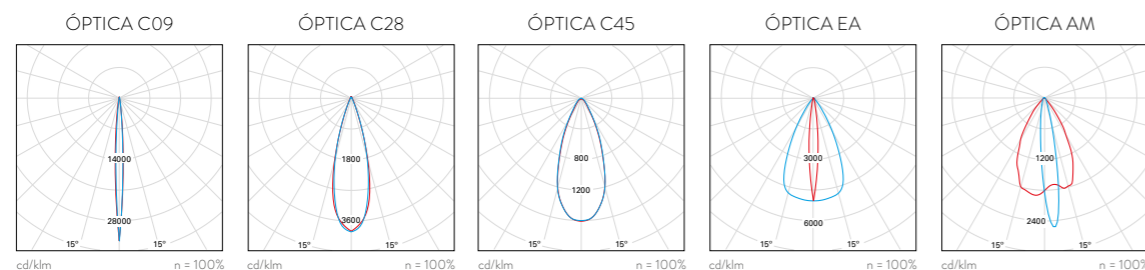 ÓPTICA C09
14000
28000
15° 15°
cd/klm n = 100%
ÓPTICA C28
1800
3600
15° 15°
cd/klm n = 100%
ÓPTICA C45
800
1200
15° 15°
cd/klm n = 100%
ÓPTICA EA
3000
6000
15° 15°
cd/klm n = 100%
ÓPTICA AM
1200
2400
15° 15°
cd/klm n = 100%